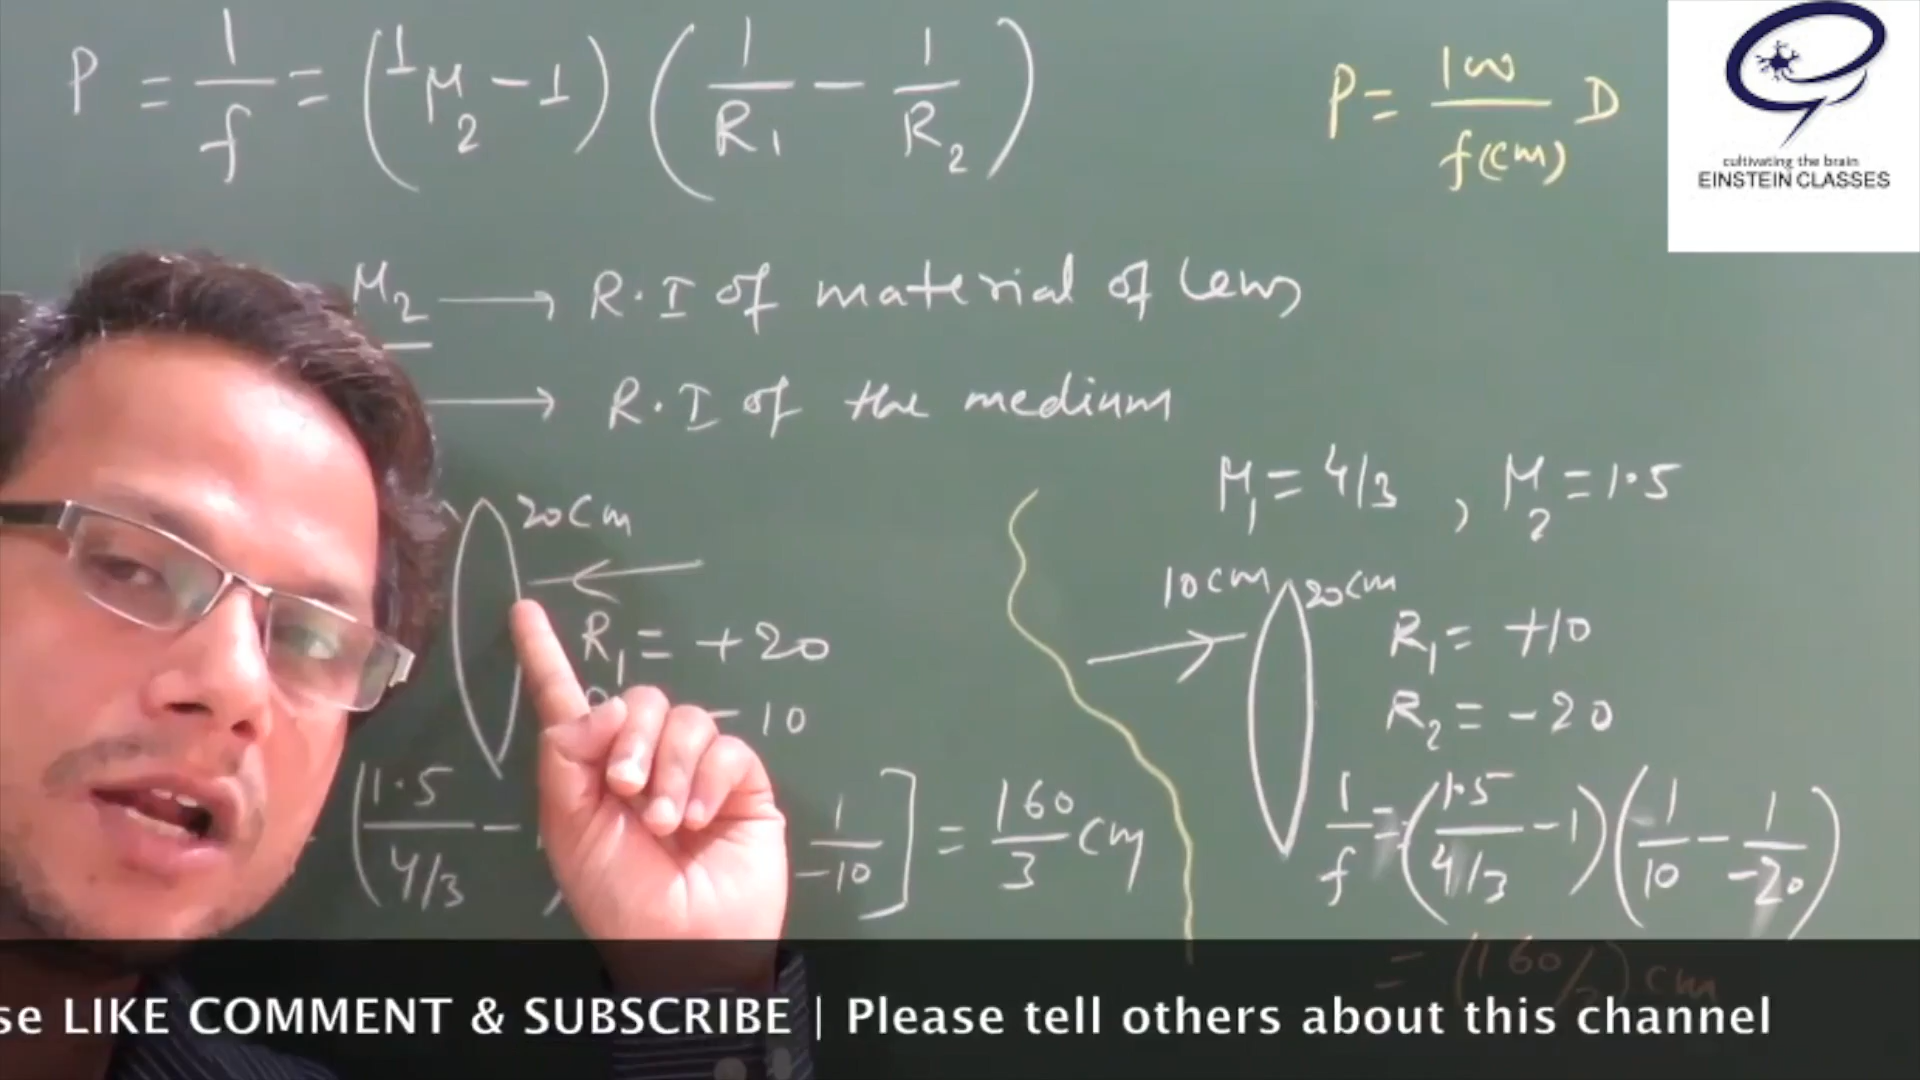 P = 1/f = (¹μ₂ - 1) (1/R₁ - 1/R₂)
P = 100/f(cm) D
cultivating the brain
EINSTEIN CLASSES
μ₂ → R.I of material of lens
→ R.I of the medium
μ₁ = 4/3 , μ₂ = 1.5
20cm
10cm 20cm
R₁ = +20
R₁ = +10
- 10
R₂ = -20
(1.5/4/3 - 1/-10] = 160/3 cm
1/f = (1.5/4/3 - 1) (1/10 - 1/-20)
= (160/3) cm
se LIKE COMMENT & SUBSCRIBE | Please tell others about this channel